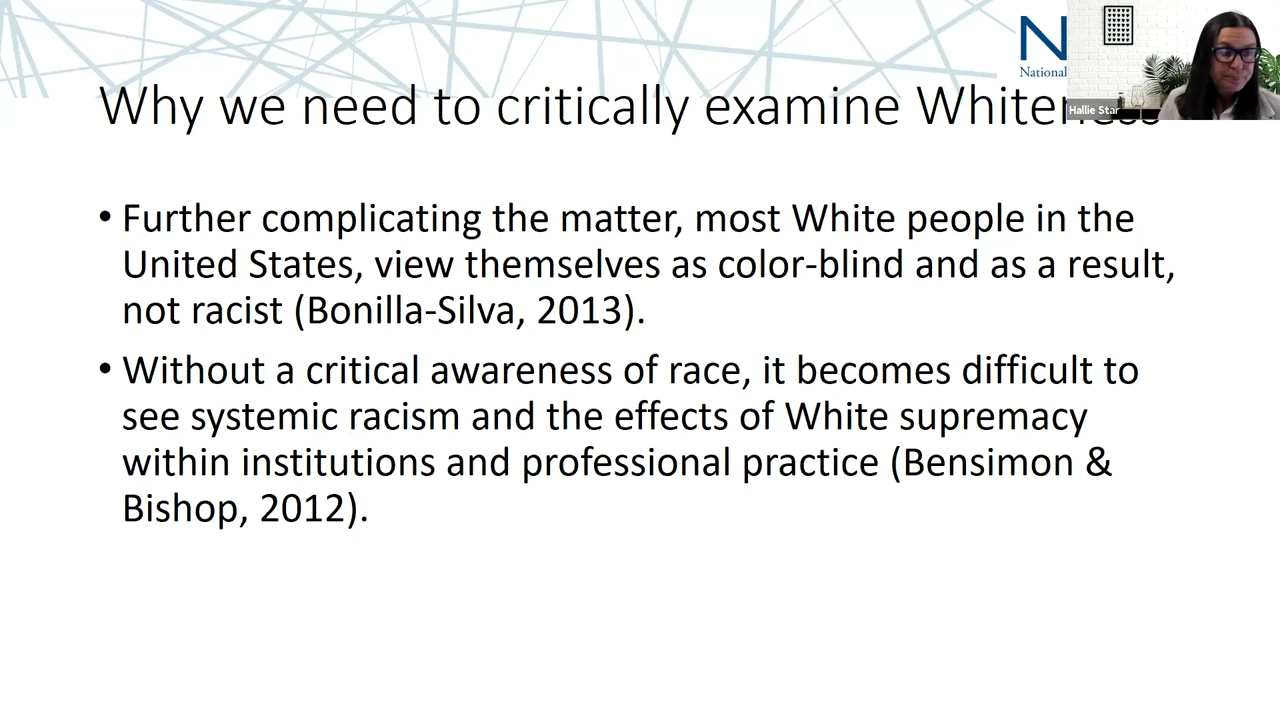 N
National
Hallie Star
Why we need to critically examine Whiteness
• Further complicating the matter, most White people in the
United States, view themselves as color-blind and as a result,
not racist (Bonilla-Silva, 2013).
• Without a critical awareness of race, it becomes difficult to
see systemic racism and the effects of White supremacy
within institutions and professional practice (Bensimon &
Bishop, 2012).